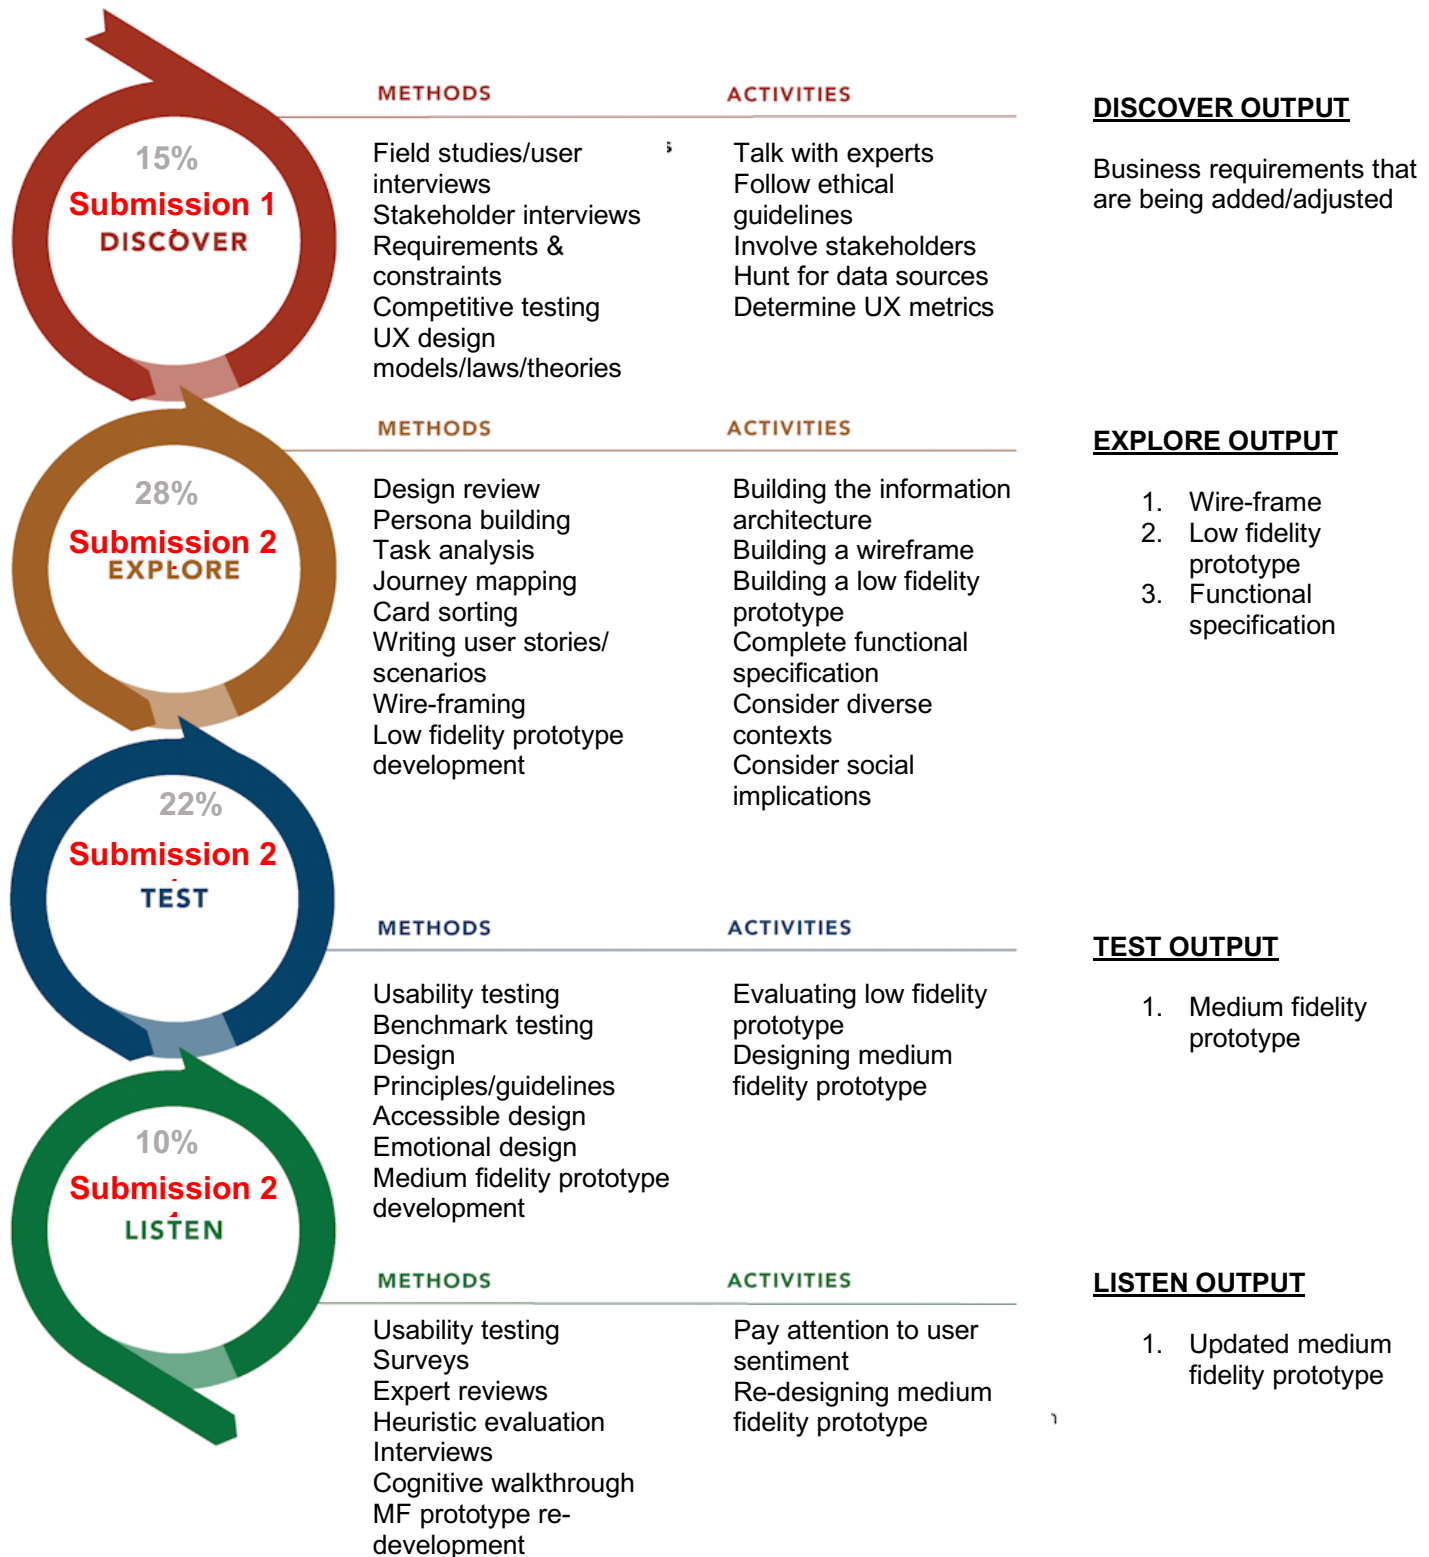 METHODS
ACTIVITIES
DISCOVER OUTPUT
15%
Submission 1
DISCOVER
Field studies/user
interviews
Stakeholder interviews
Requirements &
constraints
Competitive testing
UX design
models/laws/theories
Talk with experts
Follow ethical
guidelines
Involve stakeholders
Hunt for data sources
Determine UX metrics
Business requirements that
are being added/adjusted
METHODS
ACTIVITIES
EXPLORE OUTPUT
28%
Submission 2
EXPLORE
Design review
Persona building
Task analysis
Journey mapping
Card sorting
Writing user stories/
scenarios
Wire-framing
Low fidelity prototype
development
Building the information
architecture
Building a wireframe
Building a low fidelity
prototype
Complete functional
specification
Consider diverse
contexts
Consider social
implications
1. Wire-frame
2. Low fidelity
prototype
3. Functional
specification
22%
Submission 2
TEST
METHODS
ACTIVITIES
TEST OUTPUT
Usability testing
Benchmark testing
Design
Principles/guidelines
Accessible design
Emotional design
Medium fidelity prototype
development
Evaluating low fidelity
prototype
Designing medium
fidelity prototype
1. Medium fidelity
prototype
10%
Submission 2
LISTEN
METHODS
ACTIVITIES
LISTEN OUTPUT
Usability testing
Surveys
Expert reviews
Heuristic evaluation
Interviews
Cognitive walkthrough
MF prototype re-
development
Pay attention to user
sentiment
Re-designing medium
fidelity prototype
1. Updated medium
fidelity prototype